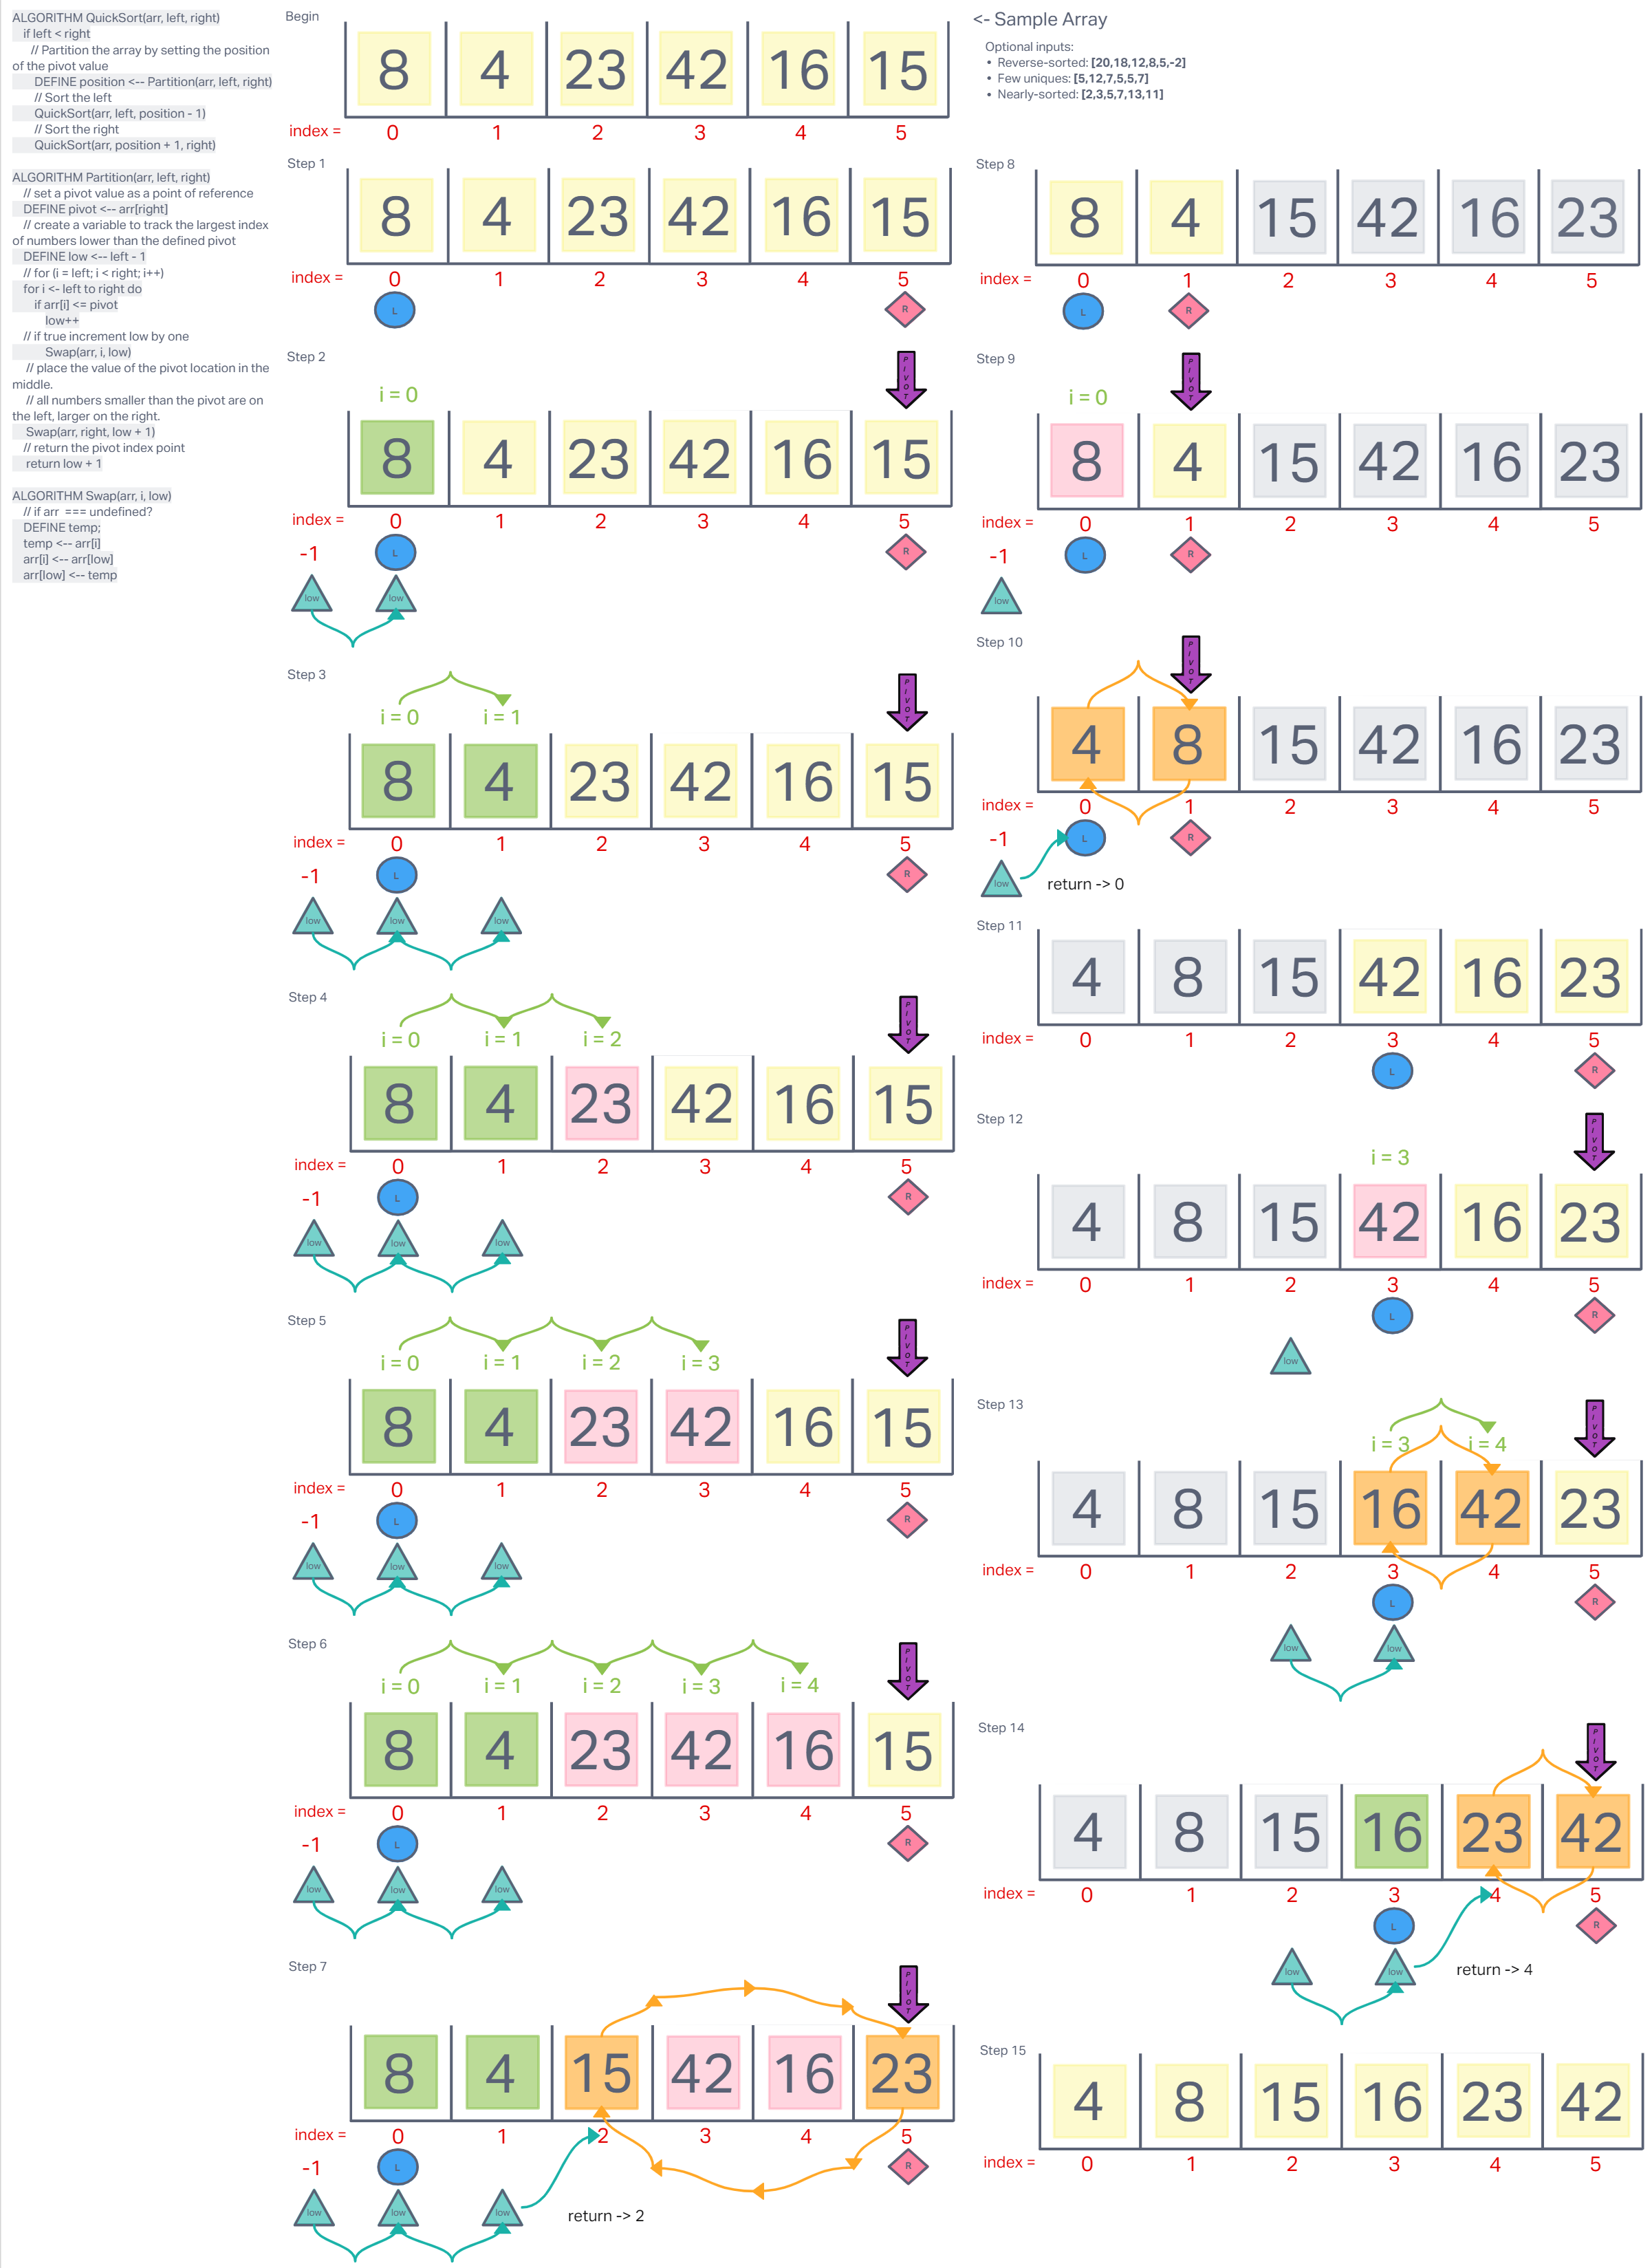 ALGORITHM QuickSort(arr, left, right)
if left < right
// Partition the array by setting the position
of the pivot value
DEFINE position <-- Partition(arr, left, right)
// Sort the left
QuickSort(arr, left, position - 1)
// Sort the right
QuickSort(arr, position + 1, right)
ALGORITHM Partition(arr, left, right)
// set a pivot value as a point of reference
DEFINE pivot <-- arr[right]
// create a variable to track the largest index
of numbers lower than the defined pivot
DEFINE low <-- left - 1
// for (i = left; i < right; i++)
for i <- left to right do
if arr[i] <= pivot
low++
// if true increment low by one
Swap(arr, i, low)
// place the value of the pivot location in the
middle.
// all numbers smaller than the pivot are on
the left, larger on the right.
Swap(arr, right, low + 1)
// return the pivot index point
return low + 1
ALGORITHM Swap(arr, i, low)
// if arr === undefined?
DEFINE temp;
temp <-- arr[i]
arr[i] <-- arr[low]
arr[low] <-- temp
Begin
8 4 23 42 16 15
index = 0 1 2 3 4 5
Step 1
8 4 23 42 16 15
index = 0 1 2 3 4 5
L R
Step 2
PIVOT
i = 0
8 4 23 42 16 15
index = 0 1 2 3 4 5
-1 L R
low low
Step 3
PIVOT
i = 0 i = 1
8 4 23 42 16 15
index = 0 1 2 3 4 5
-1 L R
low low low
Step 4
PIVOT
i = 0 i = 1 i = 2
8 4 23 42 16 15
index = 0 1 2 3 4 5
-1 L R
low low low
Step 5
PIVOT
i = 0 i = 1 i = 2 i = 3
8 4 23 42 16 15
index = 0 1 2 3 4 5
-1 L R
low low low
Step 6
PIVOT
i = 0 i = 1 i = 2 i = 3 i = 4
8 4 23 42 16 15
index = 0 1 2 3 4 5
-1 L R
low low low
Step 7
PIVOT
8 4 15 42 16 23
index = 0 1 2 3 4 5
-1 L R
low low low
return -> 2
<- Sample Array
Optional inputs:
• Reverse-sorted: [20,18,12,8,5,-2]
• Few uniques: [5,12,7,5,5,7]
• Nearly-sorted: [2,3,5,7,13,11]
Step 8
8 4 15 42 16 23
index = 0 1 2 3 4 5
L R
Step 9
PIVOT
i = 0
8 4 15 42 16 23
index = 0 1 2 3 4 5
-1 L R
low
Step 10
PIVOT
4 8 15 42 16 23
index = 0 1 2 3 4 5
-1 L R
low return -> 0
Step 11
4 8 15 42 16 23
index = 0 1 2 3 4 5
L R
Step 12
PIVOT
i = 3
4 8 15 42 16 23
index = 0 1 2 3 4 5
L R
low
Step 13
PIVOT
i = 3 i = 4
4 8 15 16 42 23
index = 0 1 2 3 4 5
L R
low low
Step 14
PIVOT
4 8 15 16 23 42
index = 0 1 2 3 4 5
L R
low low return -> 4
Step 15
4 8 15 16 23 42
index = 0 1 2 3 4 5